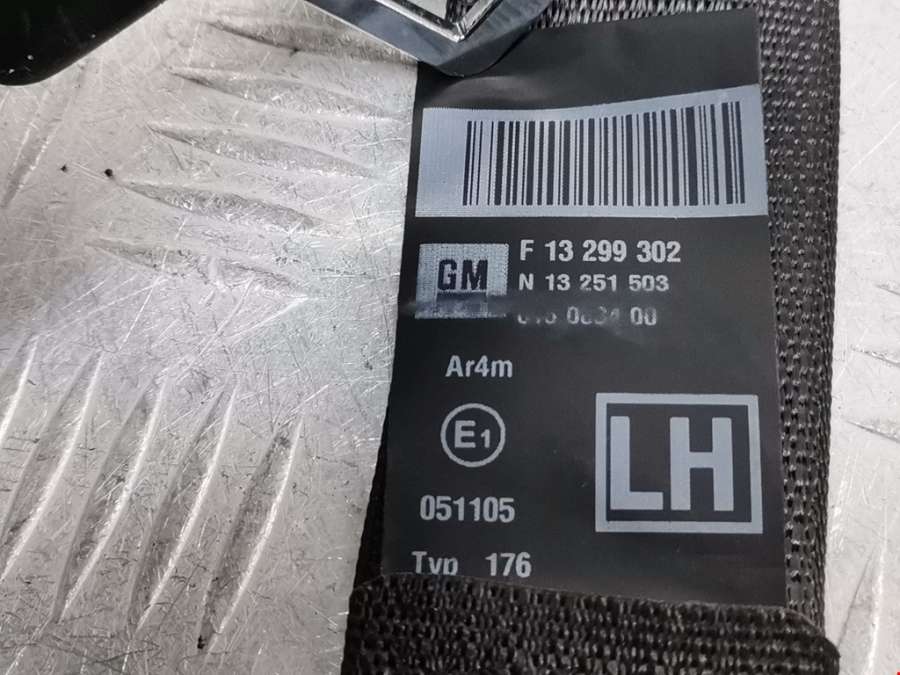 F 13 299 302
GM
N 13 251 503
Ar4m
E1
LH
051105
Typ 176